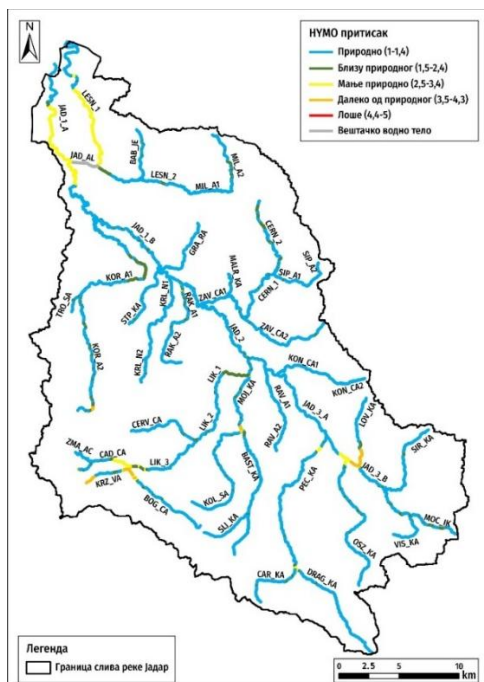 N
HYMO притисак
Природно (1-1,4)
Близу природног (1,5-2,4)
Мање природно (2,5-3,4)
Далеко од природног (3,5-4,3)
Лоше (4,4-5)
Вештачко водно тело
JAD_1_A
LESN_1
JAD_AL
BAB_JE
LESN_2
MIL_A1
MIL_A2
JAD_1_B
GRA_RA
CERN_2
SIP_A2
SIP_A1
MALR_KA
CERN_1
KOR_A1
TRO_SA
STP_KA
KRL_N1
RAK_A1
ZAV_CA1
ZAV_CA2
KOR_A2
KRL_N2
RAK_A2
JAD_2
KON_CA1
KON_CA2
LIK_1
MOJ_KA
RAV_A1
JAD_3_A
LOV_KA
CERV_CA
LIK_2
RAV_A2
SIR_KA
ZMA_AC
CAD_CA
LIK_3
BAST_KA
PEC_KA
JAD_3_B
KRZ_VA
BOG_CA
KOL_SA
SLI_KA
OSZ_KA
MOC_IK
VIS_KA
CAR_KA
DRAG_KA
Легенда
Граница слива реке Јадар
0 2.5 5 10
km